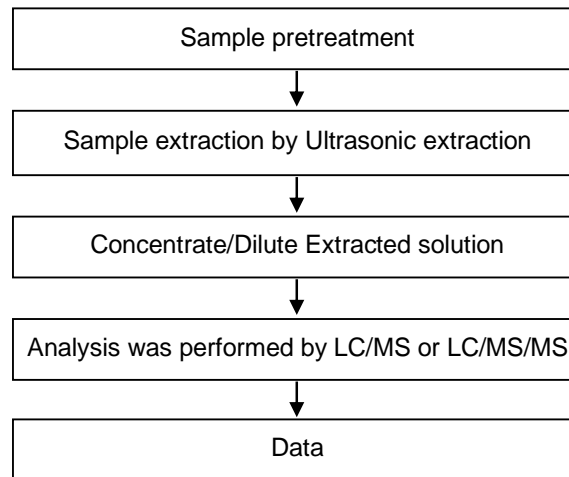 Sample pretreatment
Sample extraction by Ultrasonic extraction
Concentrate/Dilute Extracted solution
Analysis was performed by LC/MS or LC/MS/MS
Data